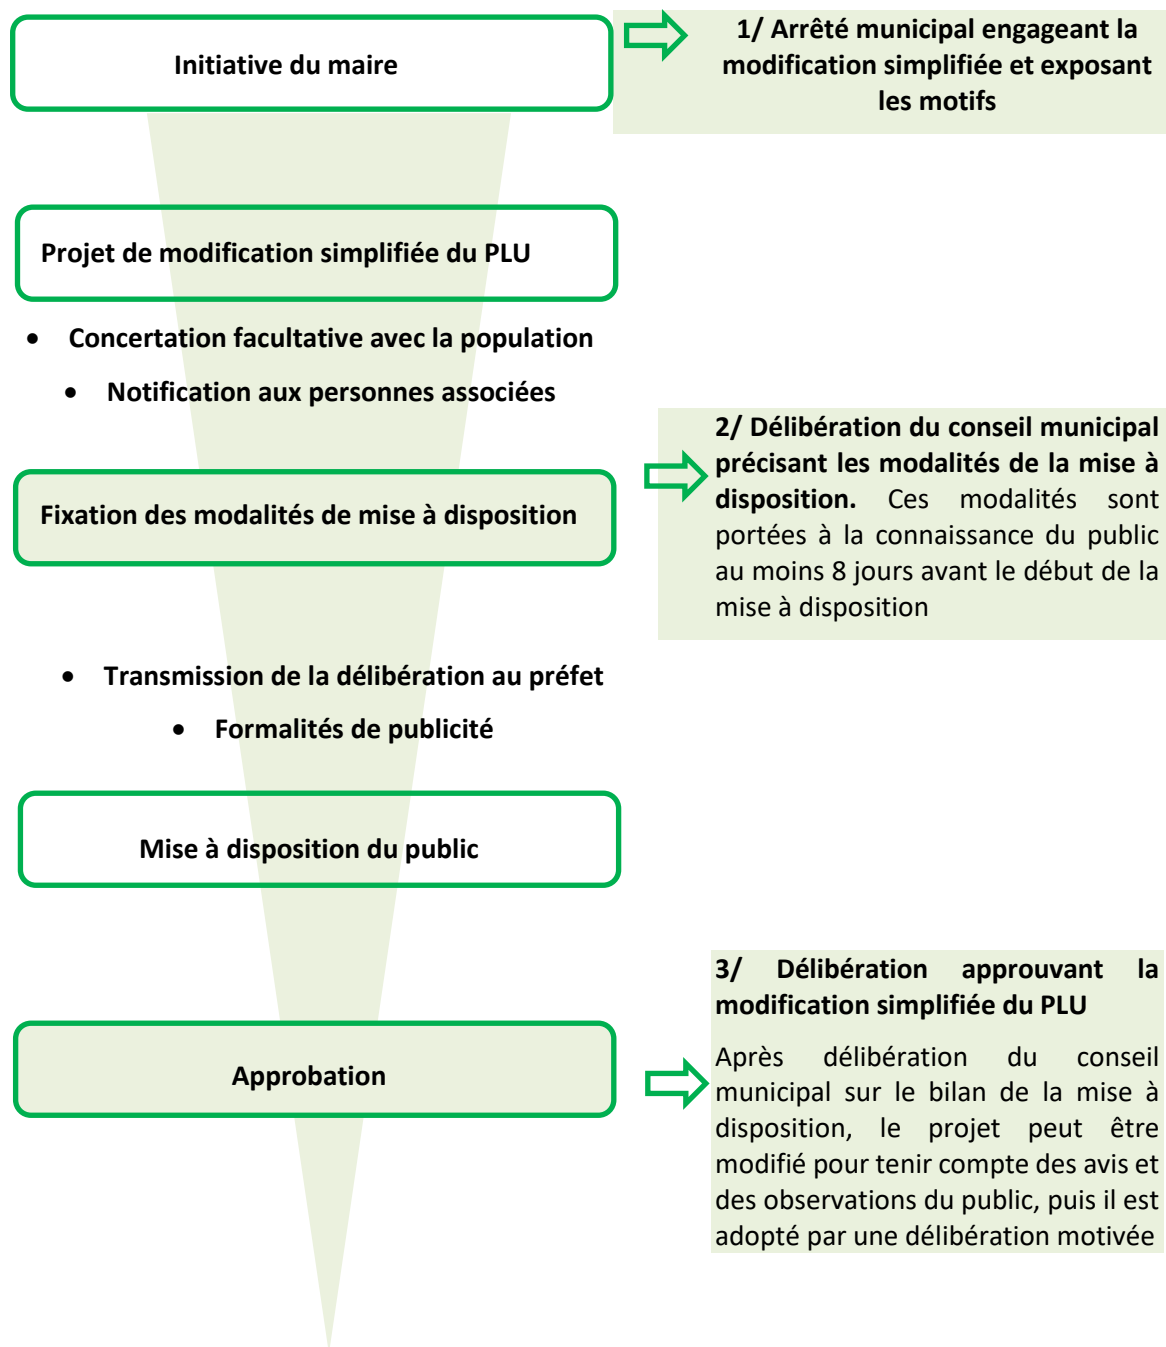 Initiative du maire
1/ Arrêté municipal engageant la
modification simplifiée et exposant
les motifs
Projet de modification simplifiée du PLU
• Concertation facultative avec la population
• Notification aux personnes associées
Fixation des modalités de mise à disposition
2/ Délibération du conseil municipal
précisant les modalités de la mise à
disposition. Ces modalités sont
portées à la connaissance du public
au moins 8 jours avant le début de la
mise à disposition
• Transmission de la délibération au préfet
• Formalités de publicité
Mise à disposition du public
Approbation
3/ Délibération approuvant la
modification simplifiée du PLU
Après délibération du conseil
municipal sur le bilan de la mise à
disposition, le projet peut être
modifié pour tenir compte des avis et
des observations du public, puis il est
adopté par une délibération motivée